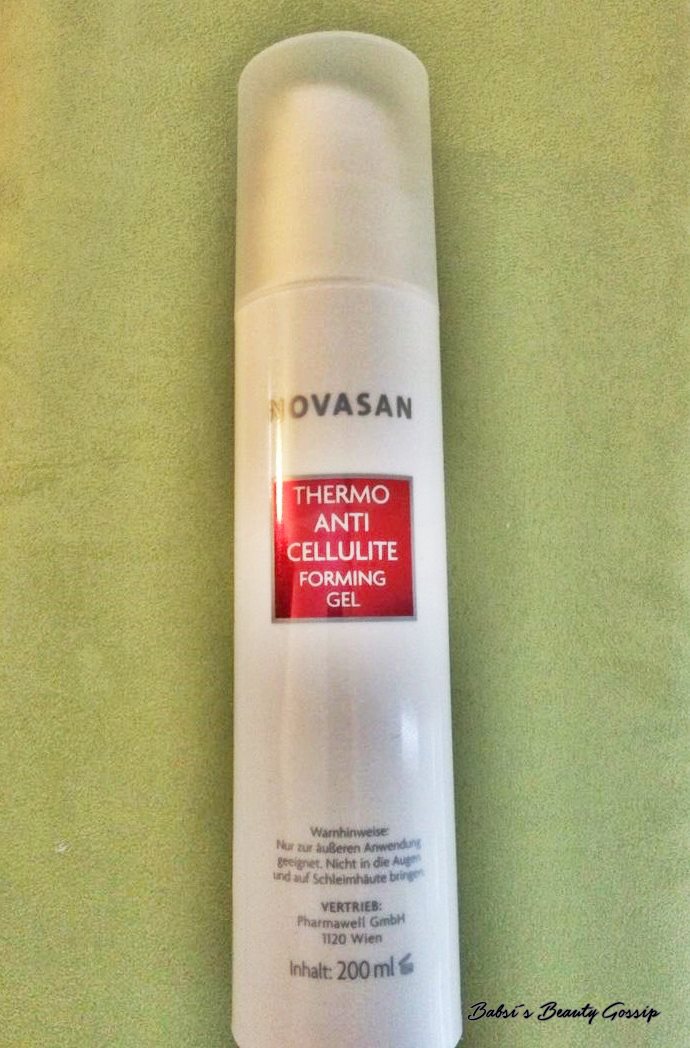 NOVASAN
THERMO
ANTI
CELLULITE
FORMING
GEL
Warnhinweise:
Nur zur äußeren Anwendung
geeignet. Nicht in die Augen
und auf Schleimhäute bringen
VERTRIEB:
Pharmawell GmbH
1120 Wien
Inhalt: 200 ml
Babsi´s Beauty Gossip